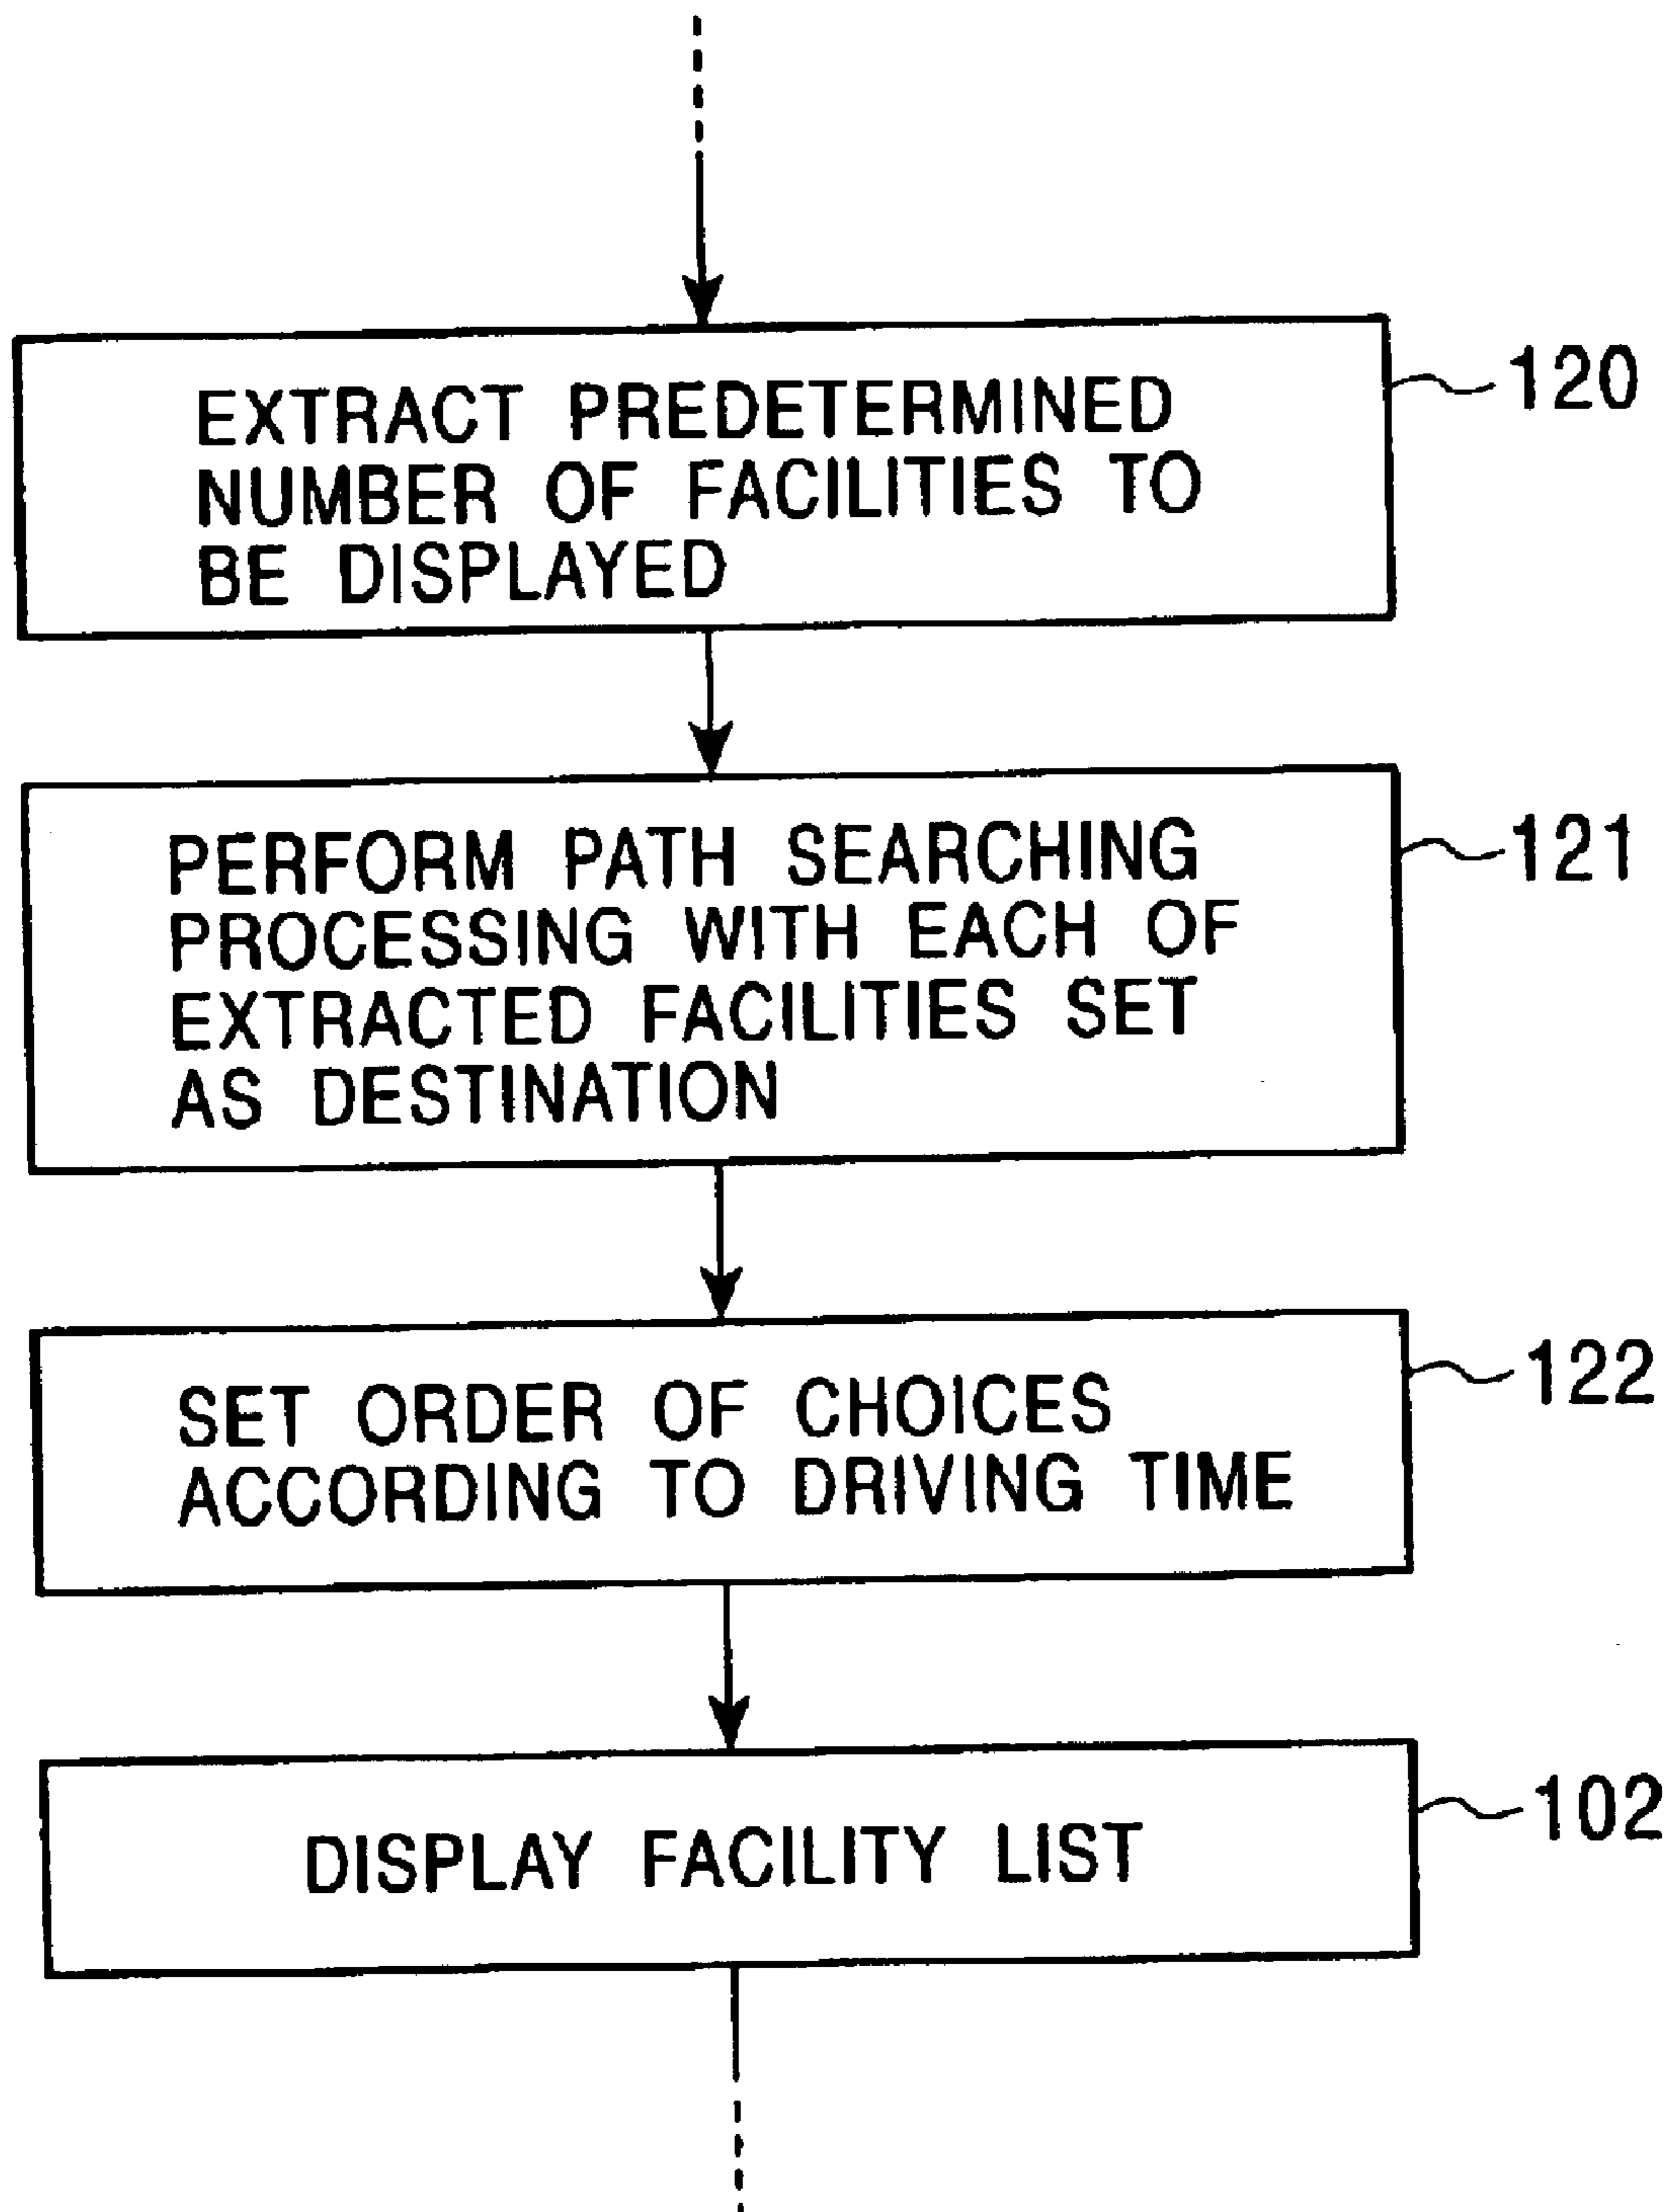 EXTRACT PREDETERMINED
NUMBER OF FACILITIES TO
BE DISPLAYED
120
PERFORM PATH SEARCHING
PROCESSING WITH EACH OF
EXTRACTED FACILITIES SET
AS DESTINATION
121
SET ORDER OF CHOICES
ACCORDING TO DRIVING TIME
122
DISPLAY FACILITY LIST
102